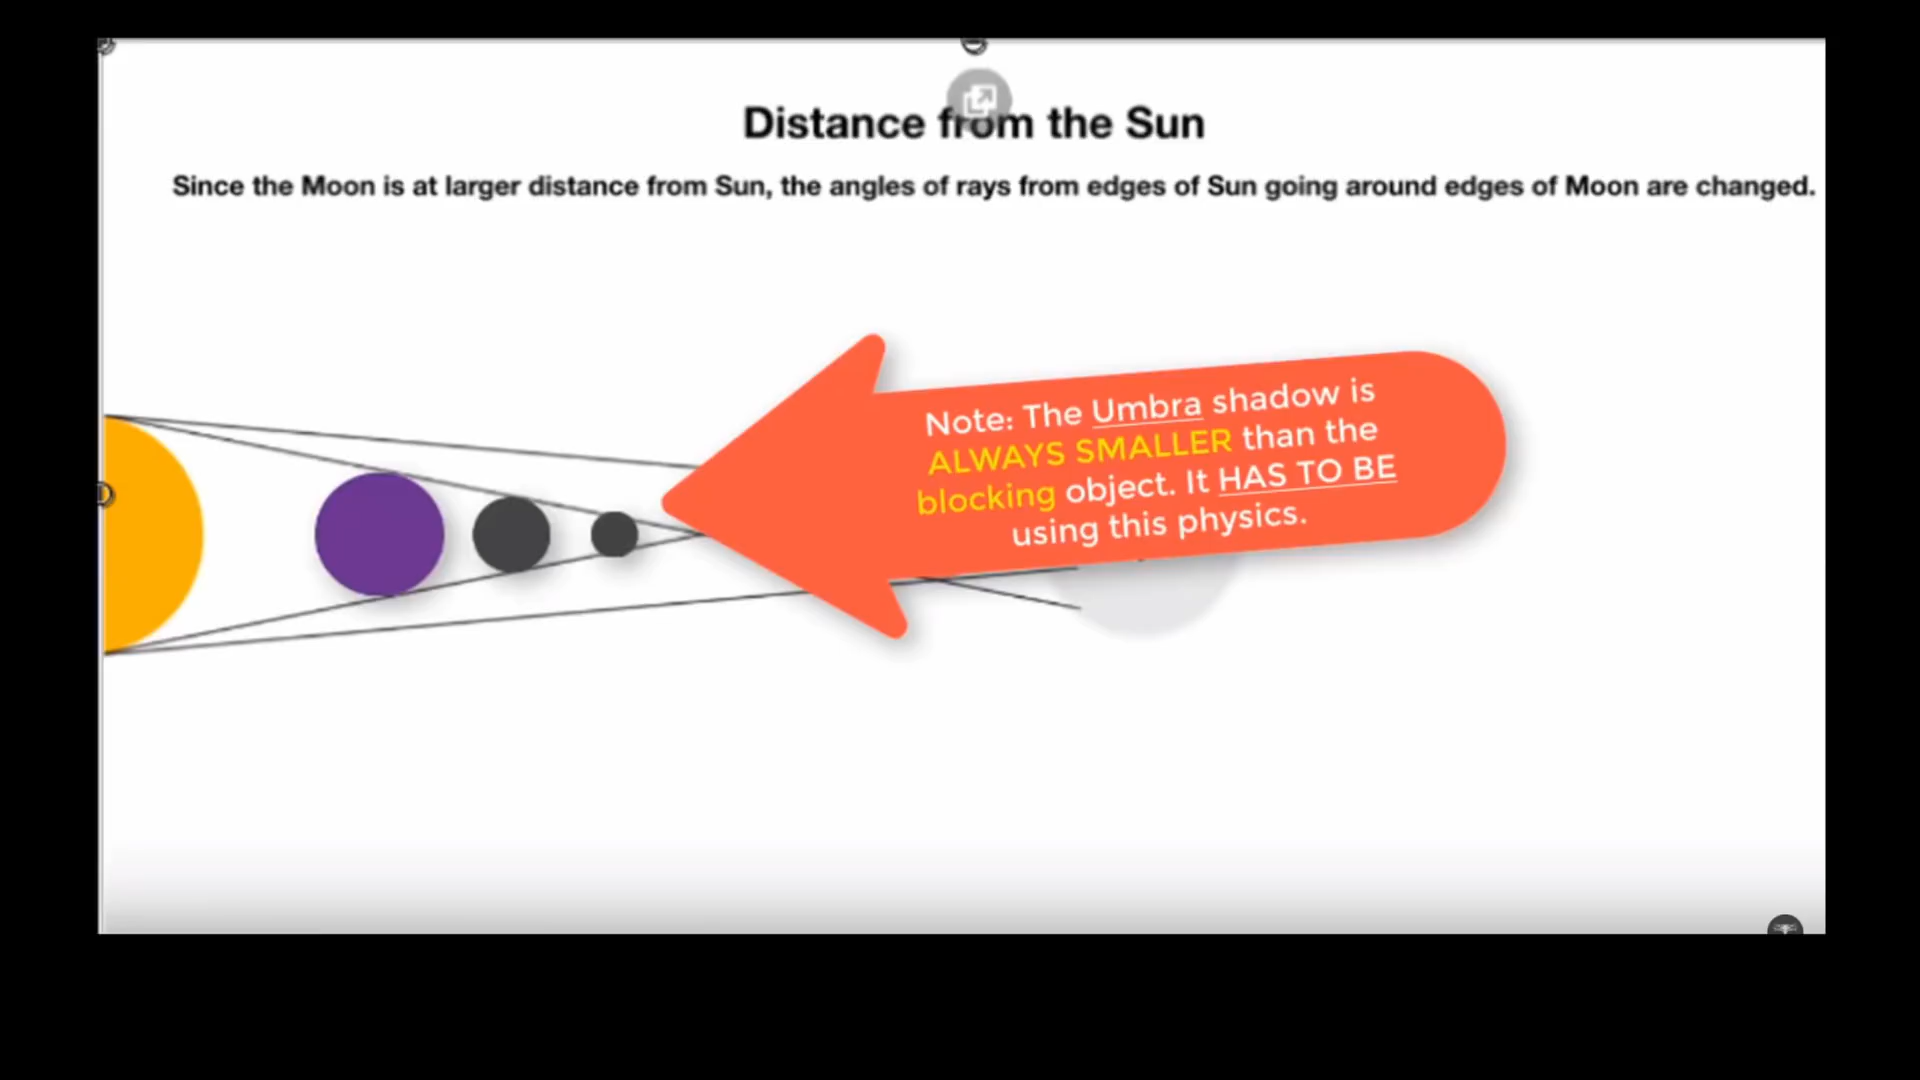 Distance from the Sun
Since the Moon is at larger distance from Sun, the angles of rays from edges of Sun going around edges of Moon are changed.
Note: The Umbra shadow is
ALWAYS SMALLER than the
blocking object. It HAS TO BE
using this physics.